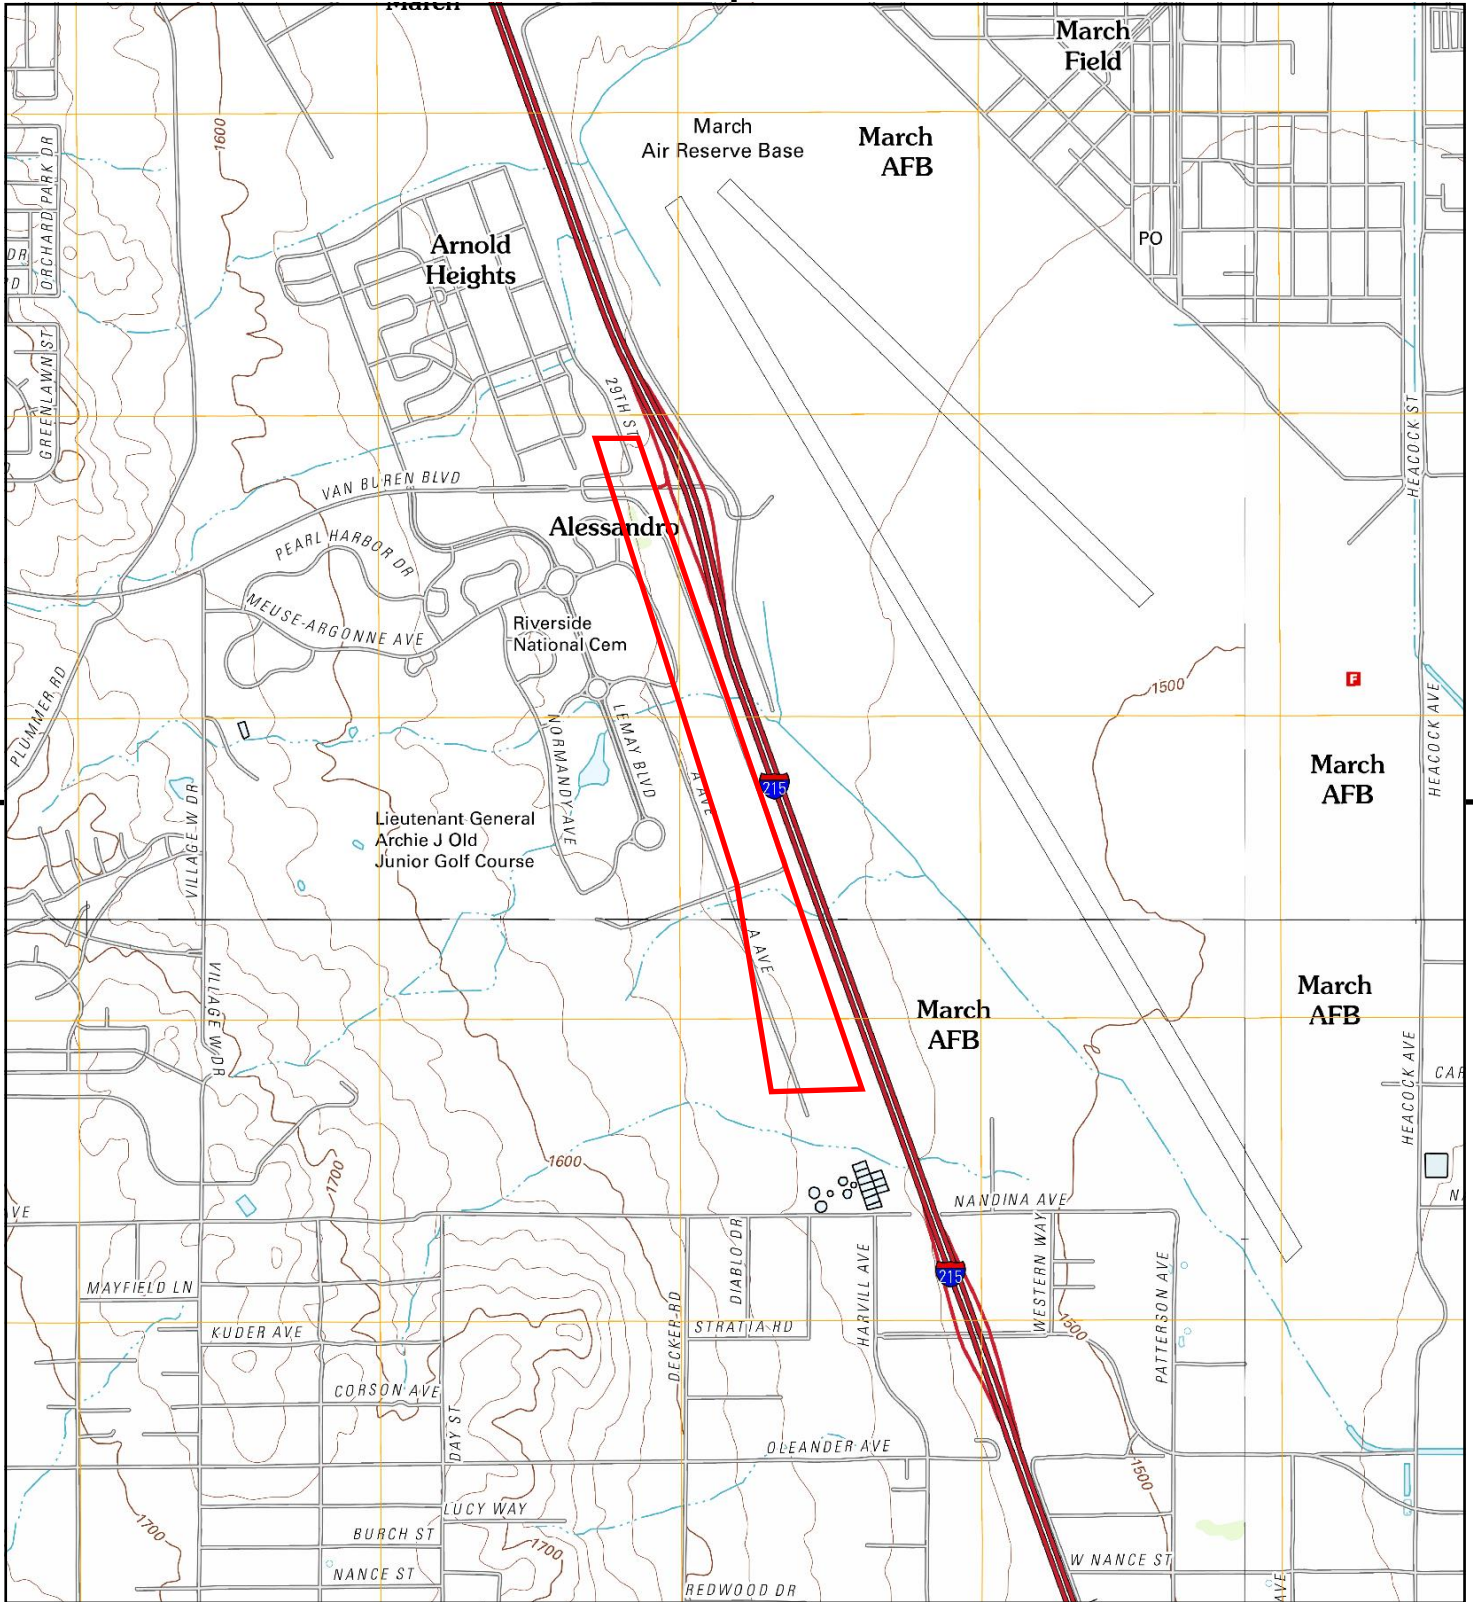 March
March
Field
March
Air Reserve Base
March
AFB
1600
ORCHARD PARK DR
DR
Arnold
Heights
PO
GREENLAWN ST
29TH ST
HEACOCK ST
VAN BUREN BLVD
Alessandro
PEARL HARBOR DR
MEUSE-ARGONNE AVE
Riverside
National Cem
PLUMMER RD
1500
F
HEACOCK AVE
NORMANDY AVE
LEMAY BLVD
A AVE
215
March
AFB
VILLAGE W DR
Lieutenant General
Archie J Old
Junior Golf Course
A AVE
VILLAGE W DR
March
AFB
March
AFB
HEACOCK AVE
CAR
1600
1700
NANDINA AVE
AVE
N
MAYFIELD LN
DIABLO DR
WESTERN WAY
215
HARVILL AVE
PATTERSON AVE
DECKER RD
STRATTA RD
KUDER AVE
1500
CORSON AVE
DAY ST
OLEANDER AVE
1500
LUCY WAY
1700
BURCH ST
1700
NANCE ST
W NANCE ST
REDWOOD DR
AVE